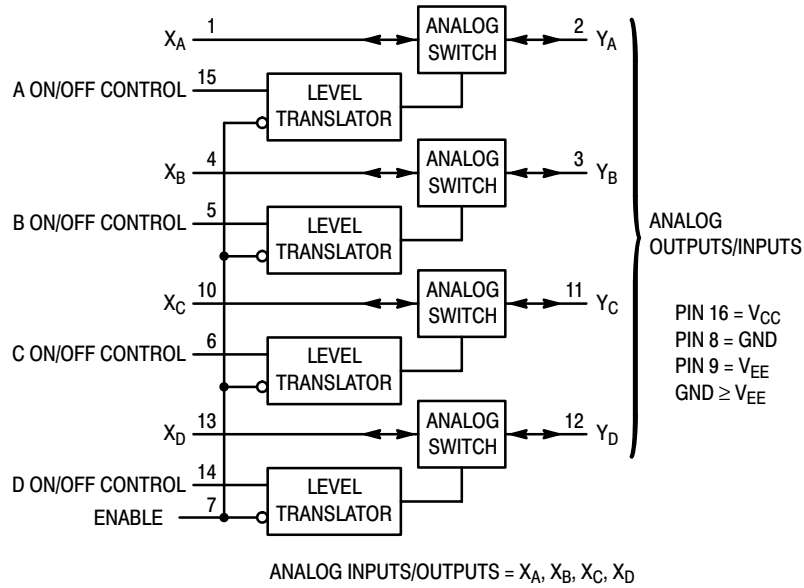 1 ANALOG SWITCH 2
X_A Y_A
15
A ON/OFF CONTROL LEVEL TRANSLATOR
4 ANALOG SWITCH 3
X_B Y_B
5
B ON/OFF CONTROL LEVEL TRANSLATOR
ANALOG OUTPUTS/INPUTS
10 ANALOG SWITCH 11
X_C Y_C
6
C ON/OFF CONTROL LEVEL TRANSLATOR
PIN 16 = V_CC
PIN 8 = GND
PIN 9 = V_EE
GND ≥ V_EE
13 ANALOG SWITCH 12
X_D Y_D
14
D ON/OFF CONTROL LEVEL TRANSLATOR
7
ENABLE
ANALOG INPUTS/OUTPUTS = X_A, X_B, X_C, X_D